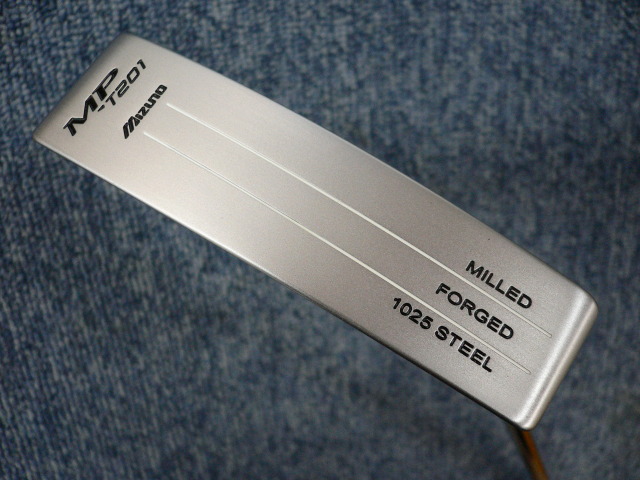 MP
-T201
MIZUNO
MILLED
FORGED
1025 STEEL